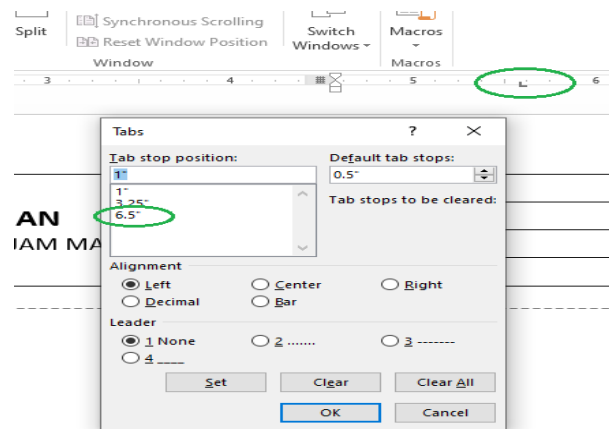 Split
Synchronous Scrolling
Reset Window Position
Switch Windows
Macros
Window
Macros
3 4 5 6
Tabs ? ×
Tab stop position:
Default tab stops:
1"
0.5"
1"
3.25"
6.5"
Tab stops to be cleared:
AN
IAM MA
Alignment
Left Center Right
Decimal Bar
Leader
1 None 2 ....... 3 -------
4 ____
Set Clear Clear All
OK Cancel